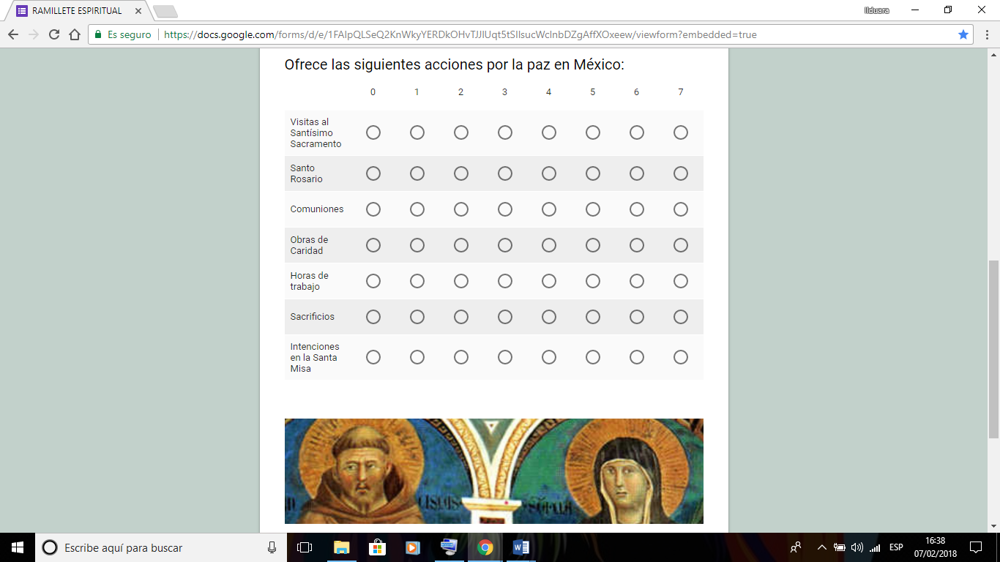 RAMILLETE ESPIRITUAL
lilduara
Es seguro
https://docs.google.com/forms/d/e/1FAIpQLSeQ2KnWkyYERDkOHvTJJlUqt5tSIlsucWcInbDZgAffXOxeew/viewform?embedded=true
Ofrece las siguientes acciones por la paz en México:
0 1 2 3 4 5 6 7
Visitas al
Santísimo
Sacramento
Santo
Rosario
Comuniones
Obras de
Caridad
Horas de
trabajo
Sacrificios
Intenciones
en la Santa
Misa
Escribe aquí para buscar
ESP
16:38
07/02/2018